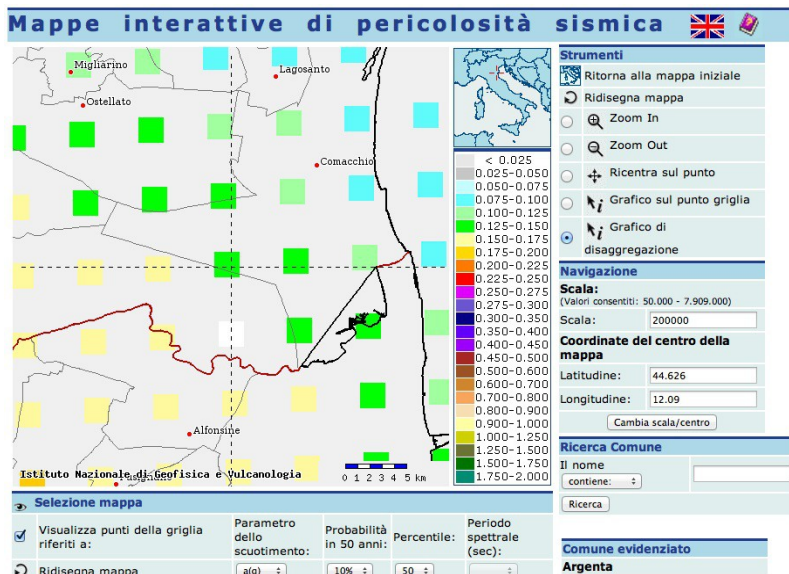 Mappe interattive di pericolosità sismica
Migliarino
Lagosanto
Ostellato
Comacchio
Alfonsine
Istituto Nazionale di Geofisica e Vulcanologia
0 1 2 3 4 5 km
< 0.025
0.025-0.050
0.050-0.075
0.075-0.100
0.100-0.125
0.125-0.150
0.150-0.175
0.175-0.200
0.200-0.225
0.225-0.250
0.250-0.275
0.275-0.300
0.300-0.350
0.350-0.400
0.400-0.450
0.450-0.500
0.500-0.600
0.600-0.700
0.700-0.800
0.800-0.900
0.900-1.000
1.000-1.250
1.250-1.500
1.500-1.750
1.750-2.000
Strumenti
Ritorna alla mappa iniziale
Ridisegna mappa
Zoom In
Zoom Out
Ricentra sul punto
Grafico sul punto griglia
Grafico di
disaggregazione
Navigazione
Scala:
(Valori consentiti: 50.000 - 7.909.000)
Scala: 200000
Coordinate del centro della
mappa
Latitudine: 44.626
Longitudine: 12.09
Cambia scala/centro
Ricerca Comune
Il nome
contiene:
Ricerca
Comune evidenziato
Argenta
Selezione mappa
Visualizza punti della griglia
riferiti a:
Parametro
dello
scuotimento:
Probabilità
in 50 anni:
Percentile:
Periodo
spettrale
(sec):
Ridisegna mappa
a(g) 10% 50